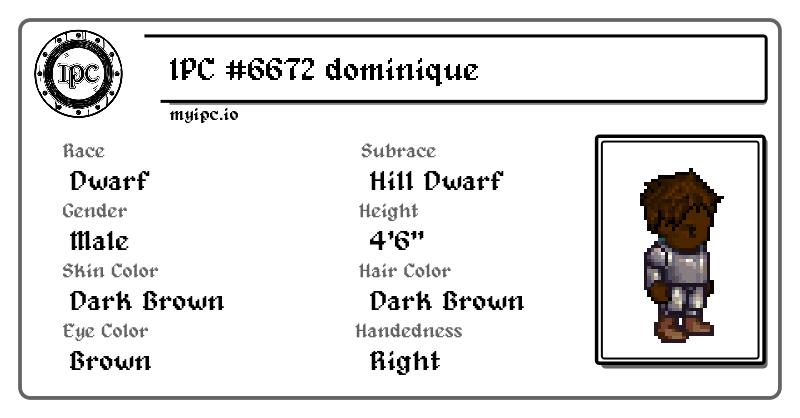 IPC
IPC #6672 dominique
myipc.io
Race
Dwarf
Subrace
Hill Dwarf
Gender
Male
Height
4'6"
Skin Color
Dark Brown
Hair Color
Dark Brown
Eye Color
Brown
Handedness
Right